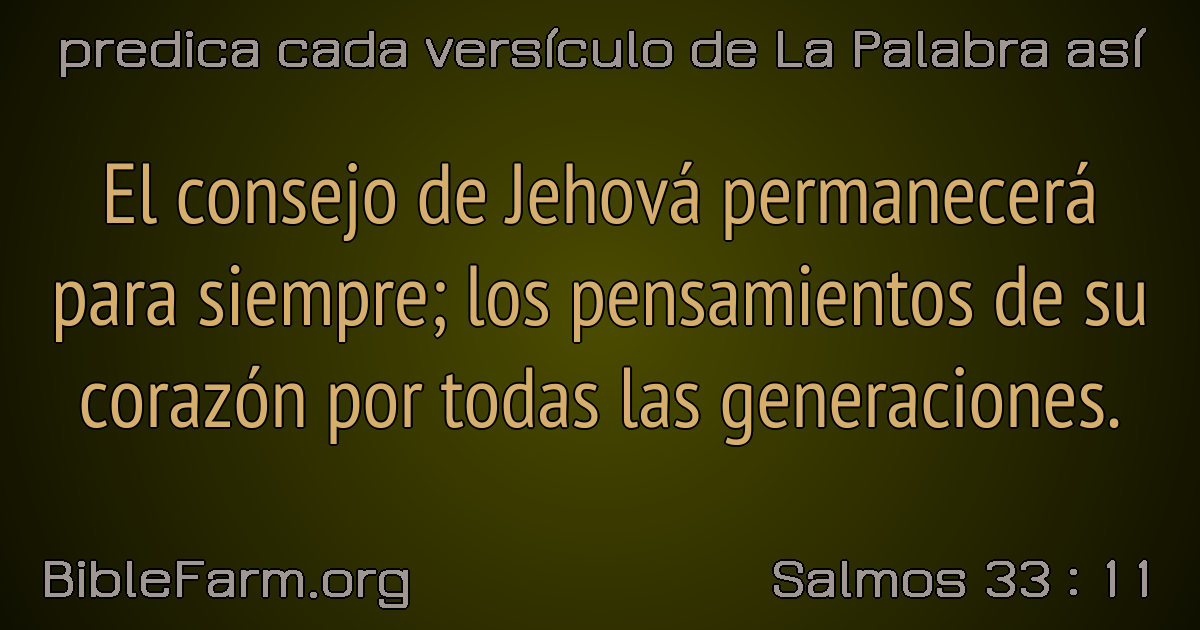 predica cada versículo de La Palabra así
El consejo de Jehová permanecerá
para siempre; los pensamientos de su
corazón por todas las generaciones.
BibleFarm.org
Salmos 33 : 11